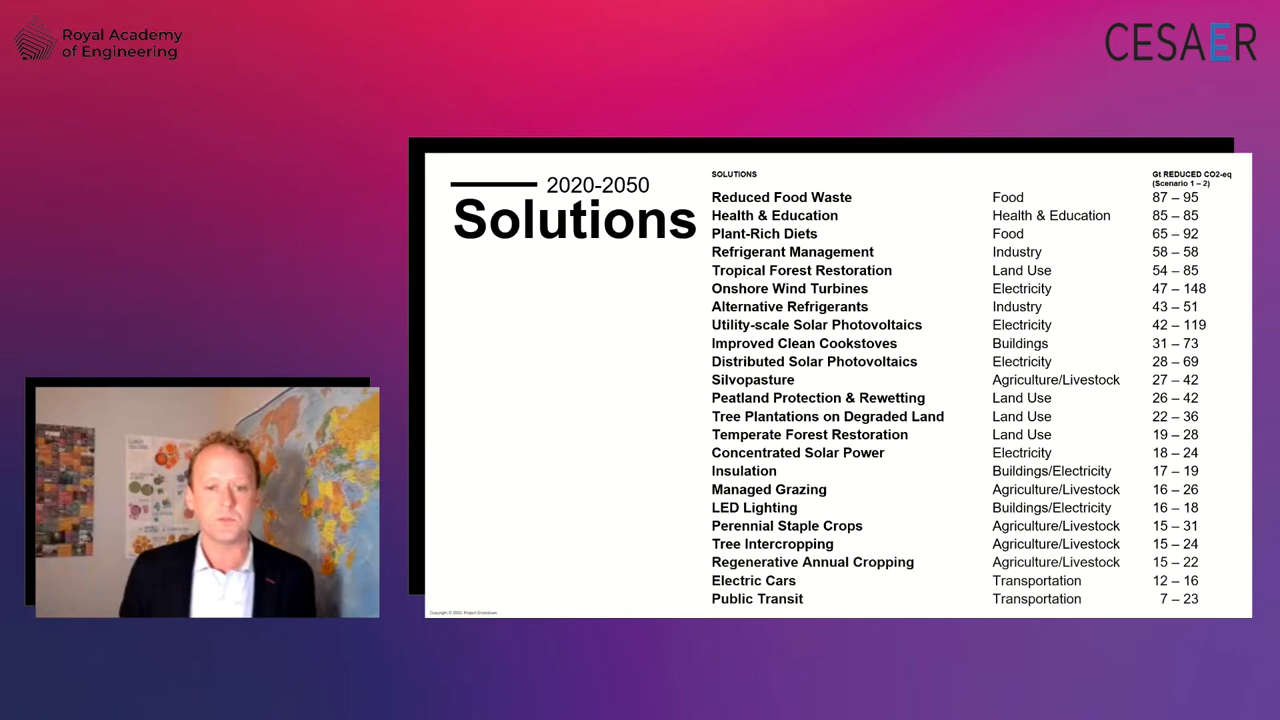 Royal Academy
of Engineering
CESAER
2020-2050
Solutions
SOLUTIONS Gt REDUCED CO2-eq
(Scenario 1 – 2)
Reduced Food Waste Food 87 – 95
Health & Education Health & Education 85 – 85
Plant-Rich Diets Food 65 – 92
Refrigerant Management Industry 58 – 58
Tropical Forest Restoration Land Use 54 – 85
Onshore Wind Turbines Electricity 47 – 148
Alternative Refrigerants Industry 43 – 51
Utility-scale Solar Photovoltaics Electricity 42 – 119
Improved Clean Cookstoves Buildings 31 – 73
Distributed Solar Photovoltaics Electricity 28 – 69
Silvopasture Agriculture/Livestock 27 – 42
Peatland Protection & Rewetting Land Use 26 – 42
Tree Plantations on Degraded Land Land Use 22 – 36
Temperate Forest Restoration Land Use 19 – 28
Concentrated Solar Power Electricity 18 – 24
Insulation Buildings/Electricity 17 – 19
Managed Grazing Agriculture/Livestock 16 – 26
LED Lighting Buildings/Electricity 16 – 18
Perennial Staple Crops Agriculture/Livestock 15 – 31
Tree Intercropping Agriculture/Livestock 15 – 24
Regenerative Annual Cropping Agriculture/Livestock 15 – 22
Electric Cars Transportation 12 – 16
Public Transit Transportation 7 – 23
Copyright © 2020, Project Drawdown